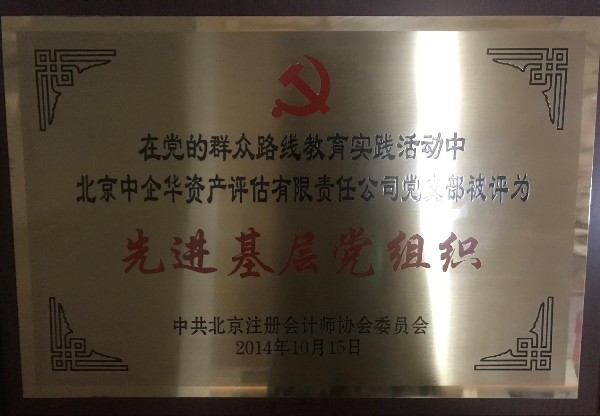 在党的群众路线教育实践活动中
北京中企华资产评估有限责任公司党支部被评为
先进基层党组织
中共北京注册会计师协会委员会
2014年10月15日